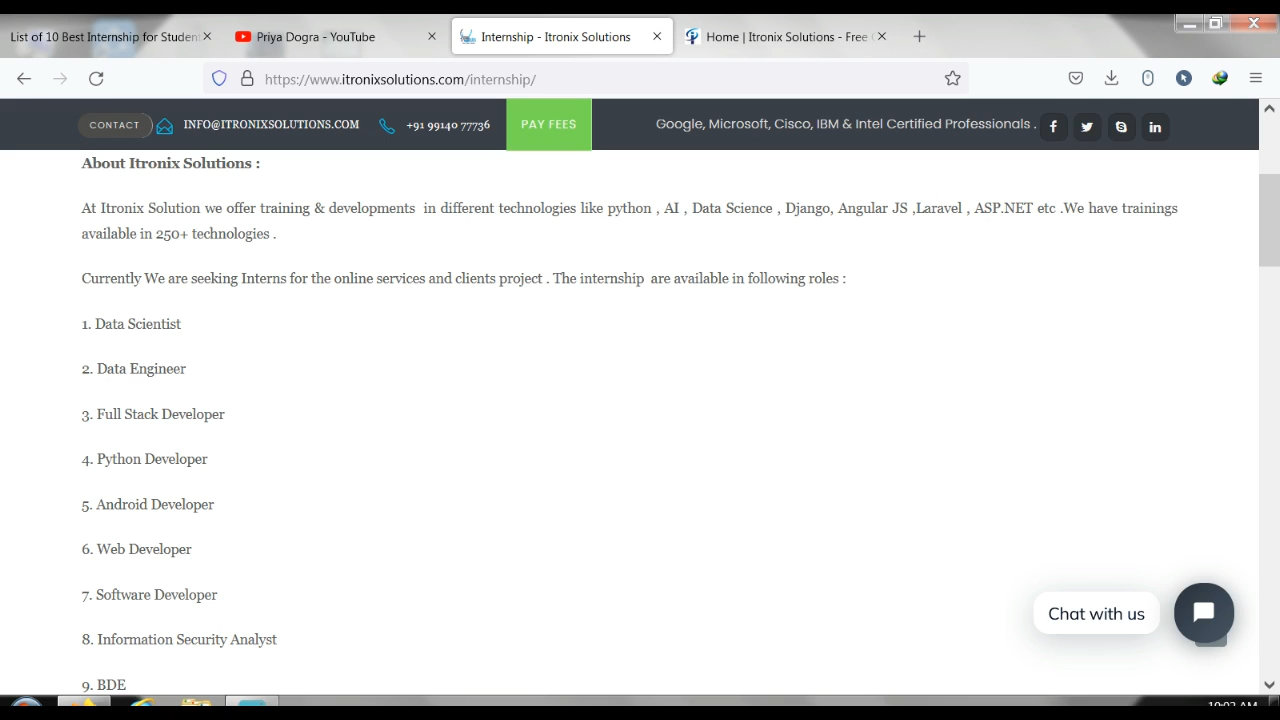 List of 10 Best Internship for Studen
Priya Dogra - YouTube
Internship - Itronix Solutions
Home | Itronix Solutions - Free
https://www.itronixsolutions.com/internship/
CONTACT
INFO@ITRONIXSOLUTIONS.COM
+91 99140 77736
PAY FEES
Google, Microsoft, Cisco, IBM & Intel Certified Professionals .
About Itronix Solutions :
At Itronix Solution we offer training & developments in different technologies like python , AI , Data Science , Django, Angular JS ,Laravel , ASP.NET etc .We have trainings
available in 250+ technologies .
Currently We are seeking Interns for the online services and clients project . The internship are available in following roles :
1. Data Scientist
2. Data Engineer
3. Full Stack Developer
4. Python Developer
5. Android Developer
6. Web Developer
7. Software Developer
Chat with us
8. Information Security Analyst
9. BDE